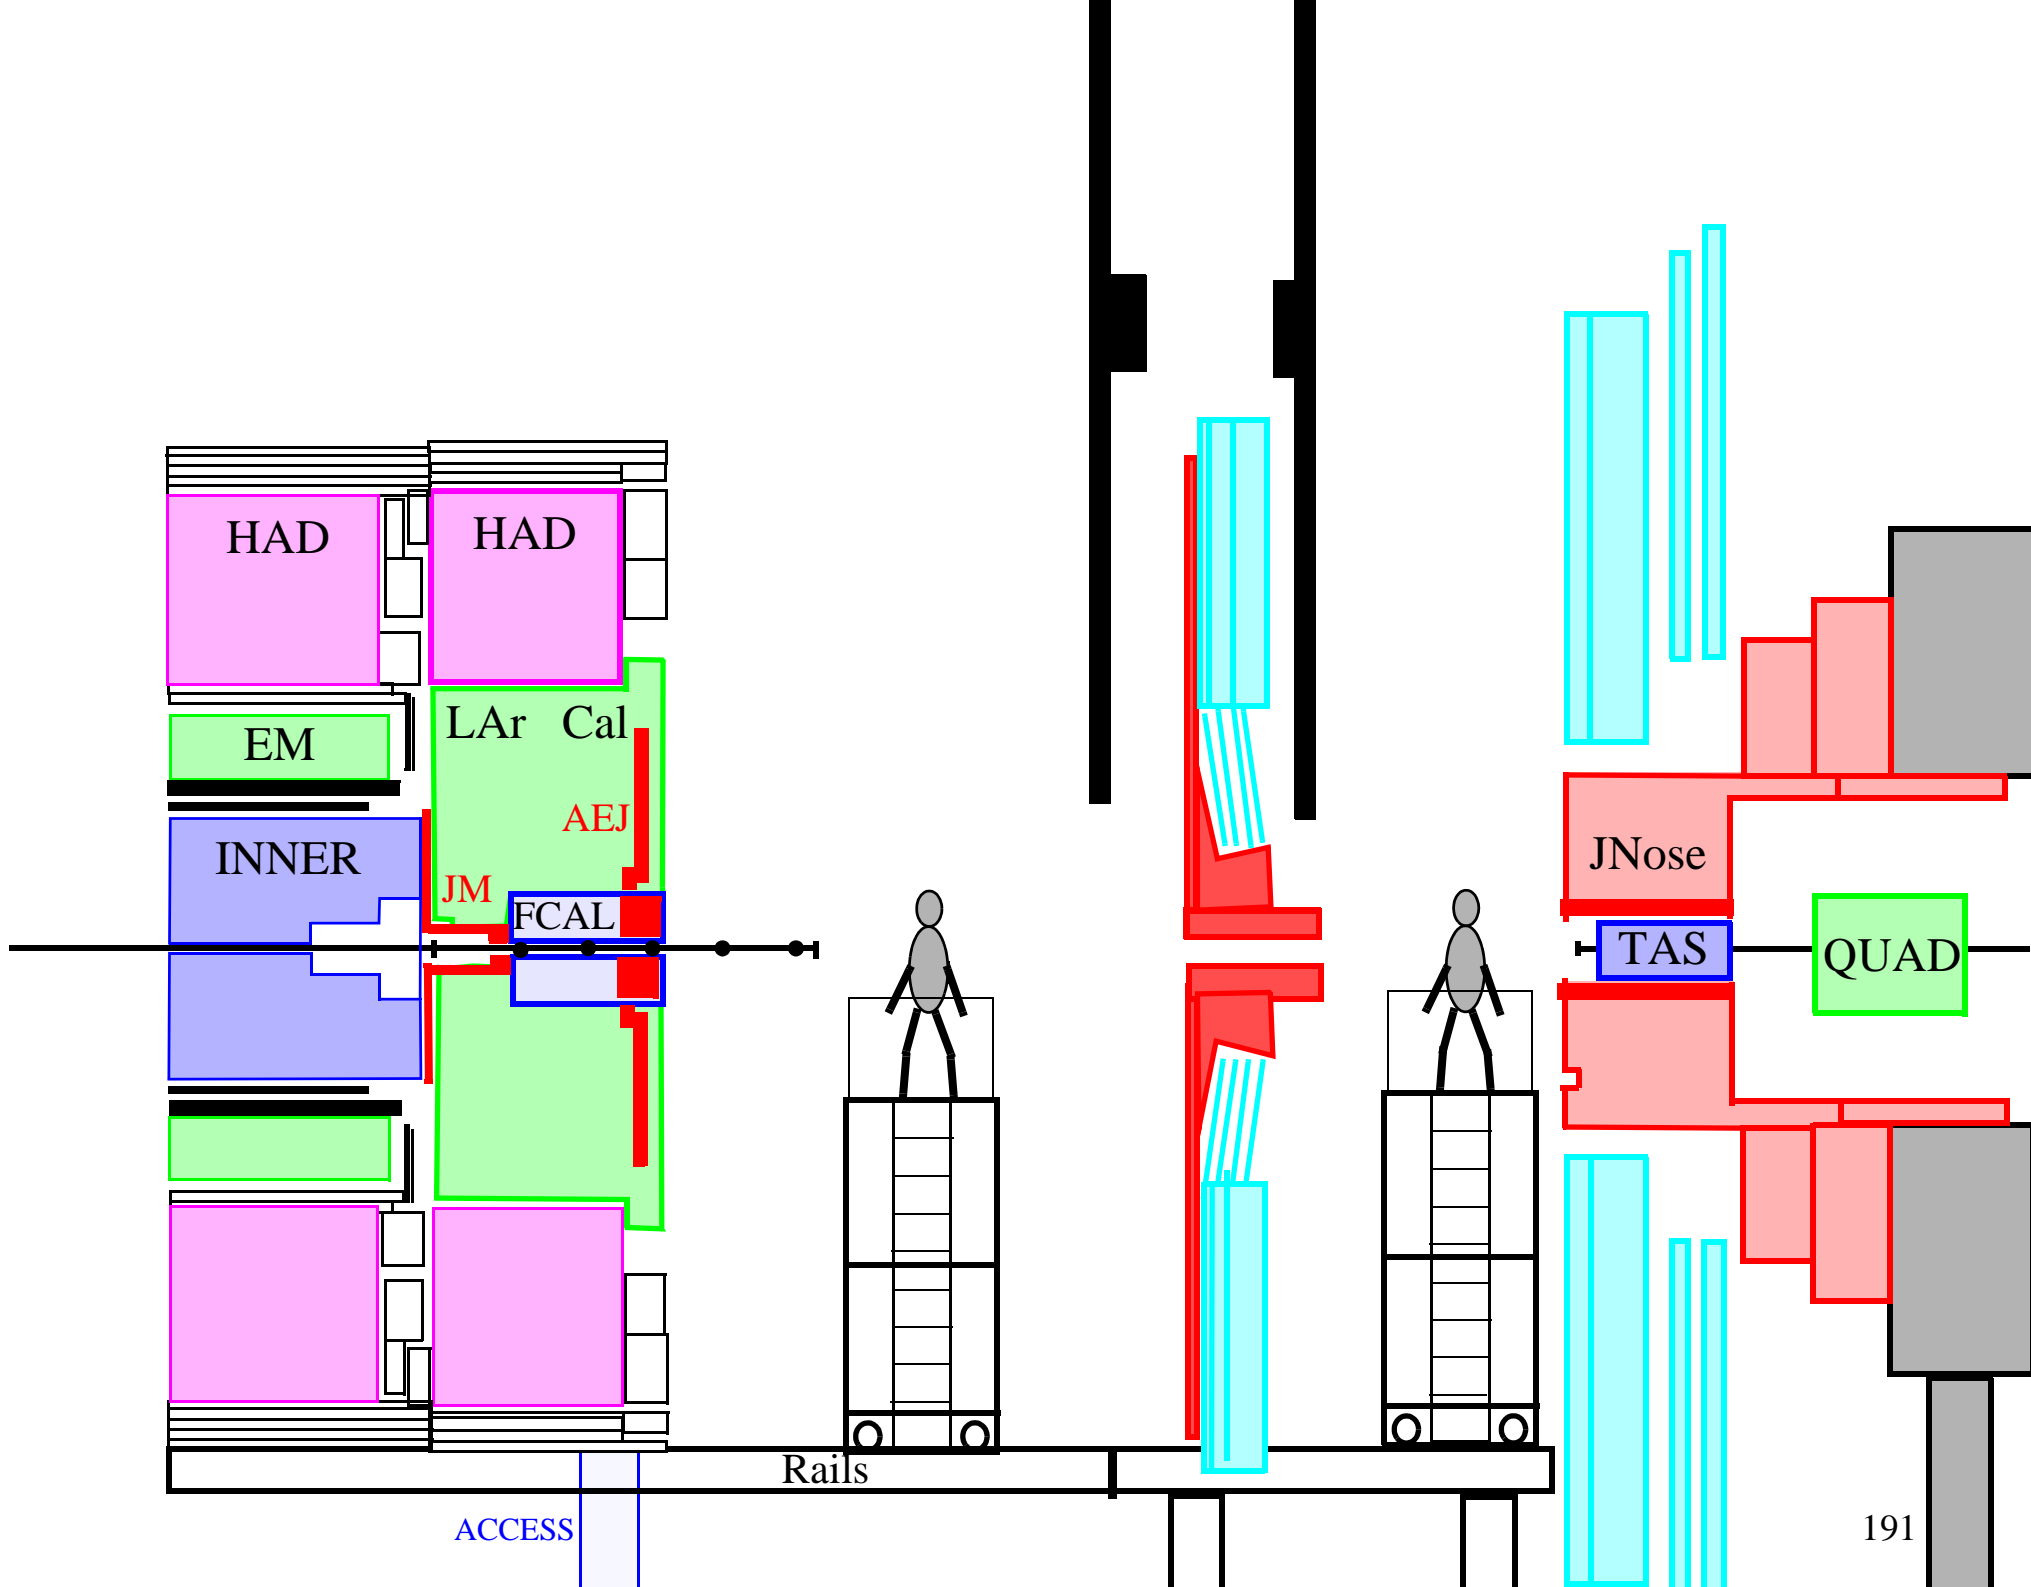 HAD
HAD
LAr Cal
EM
AEJ
INNER
JM
FCAL
JNose
TAS
QUAD
Rails
ACCESS
191